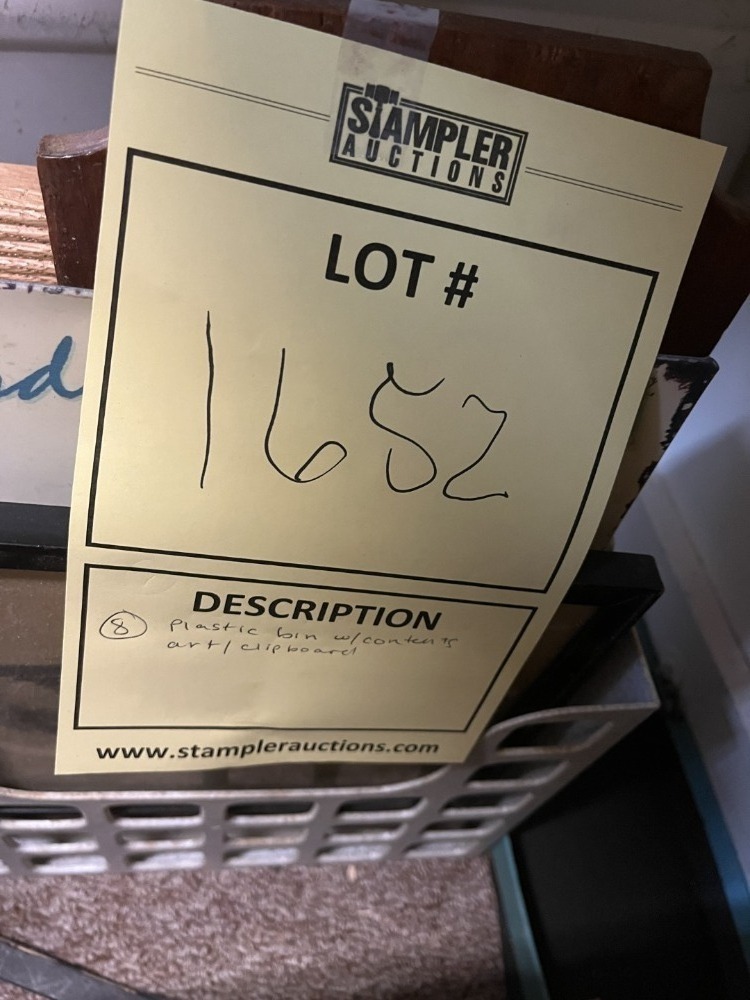 STAMPLER
AUCTIONS
LOT #
1652
DESCRIPTION
8 Plastic bin w/contents
art/clipboard
www.stamplerauctions.com